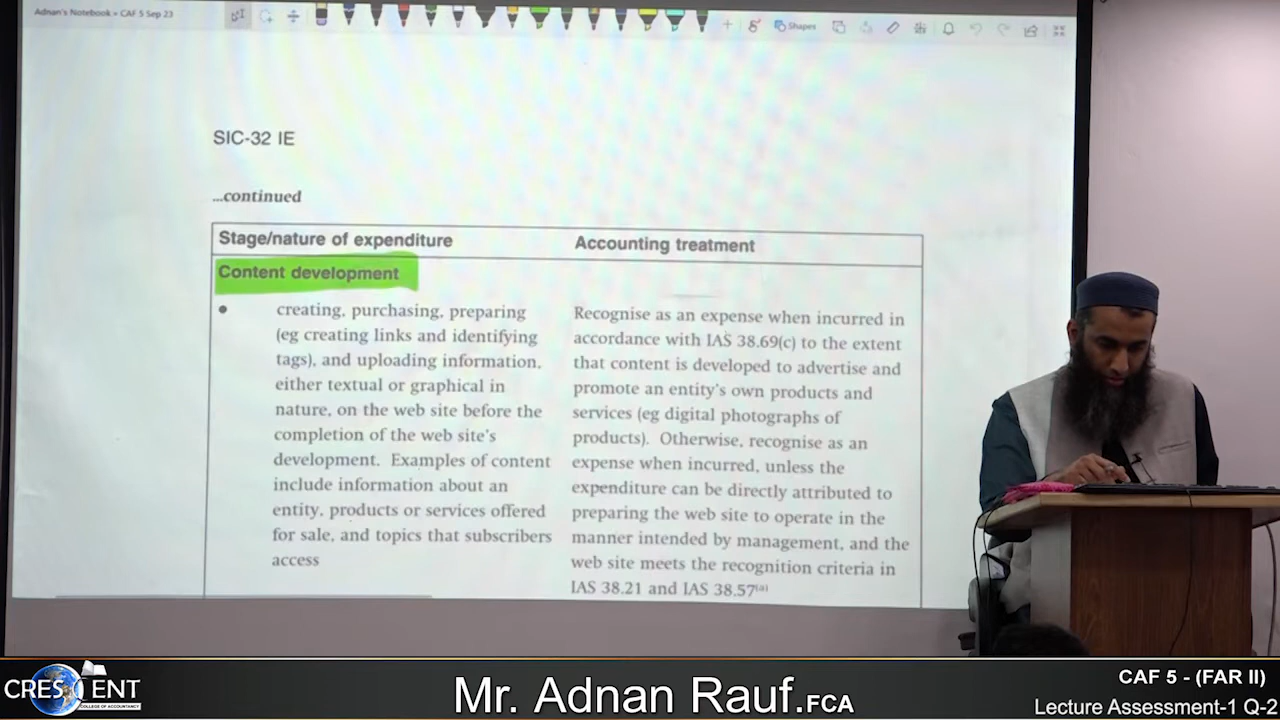 Adnan's Notebook » CAF 5 Sep 23
Shapes
SIC-32 IE
...continued
Stage/nature of expenditure
Accounting treatment
Content development
• creating, purchasing, preparing
(eg creating links and identifying
tags), and uploading information,
either textual or graphical in
nature, on the web site before the
completion of the web site's
development. Examples of content
include information about an
entity, products or services offered
for sale, and topics that subscribers
access
Recognise as an expense when incurred in
accordance with IAS 38.69(c) to the extent
that content is developed to advertise and
promote an entity's own products and
services (eg digital photographs of
products). Otherwise, recognise as an
expense when incurred, unless the
expenditure can be directly attributed to
preparing the web site to operate in the
manner intended by management, and the
web site meets the recognition criteria in
IAS 38.21 and IAS 38.57(a)
CRESCENT
COLLEGE OF ACCOUNTANCY
Mr. Adnan Rauf.FCA
CAF 5 - (FAR II)
Lecture Assessment-1 Q-2